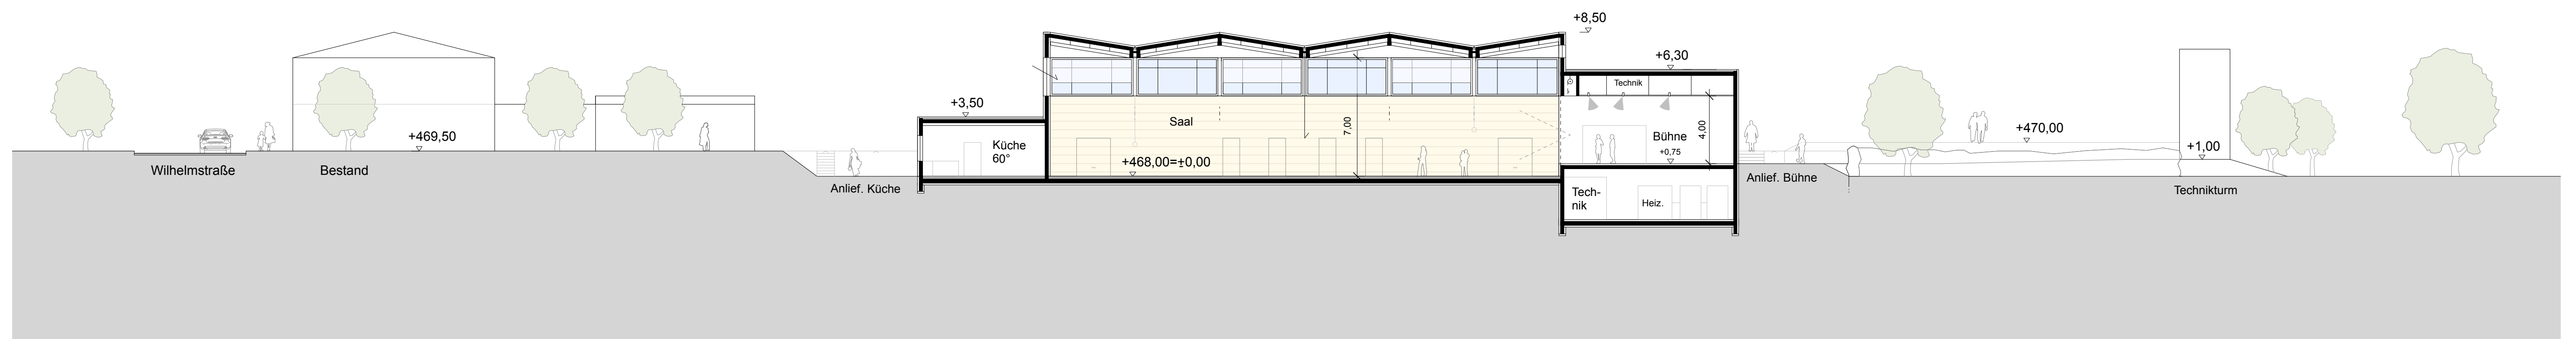 +8,50
+6,30
Technik
+3,50
Saal
7,00
4,00
+469,50
Küche
60°
Bühne
+0,75
+468,00=±0,00
+470,00
+1,00
Wilhelmstraße
Bestand
Anlief. Küche
Tech-
nik
Heiz.
Anlief. Bühne
Technikturm